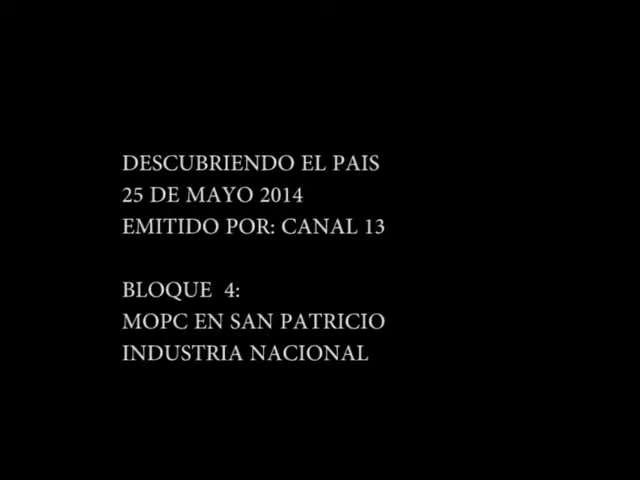 DESCUBRIENDO EL PAIS
25 DE MAYO 2014
EMITIDO POR: CANAL 13
BLOQUE  4:
MOPC EN SAN PATRICIO
INDUSTRIA NACIONAL